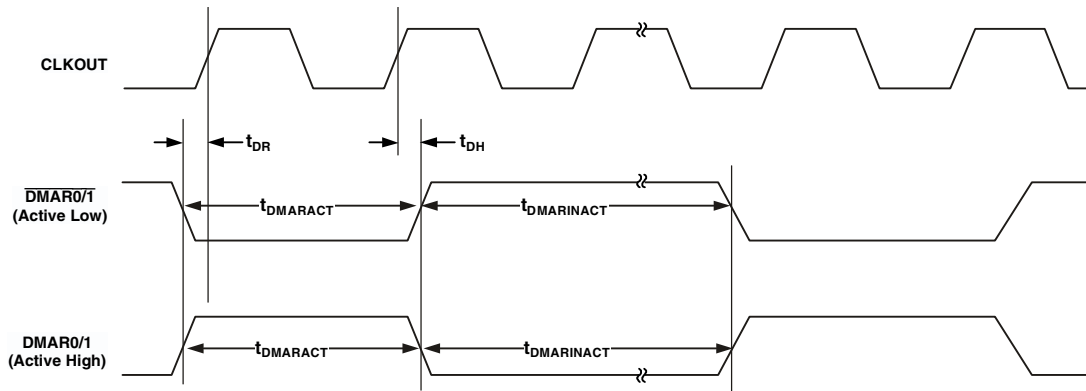 CLKOUT
tDR
tDH
DMAR0/1
(Active Low)
tDMARACT
tDMARINACT
DMAR0/1
(Active High)
tDMARACT
tDMARINACT